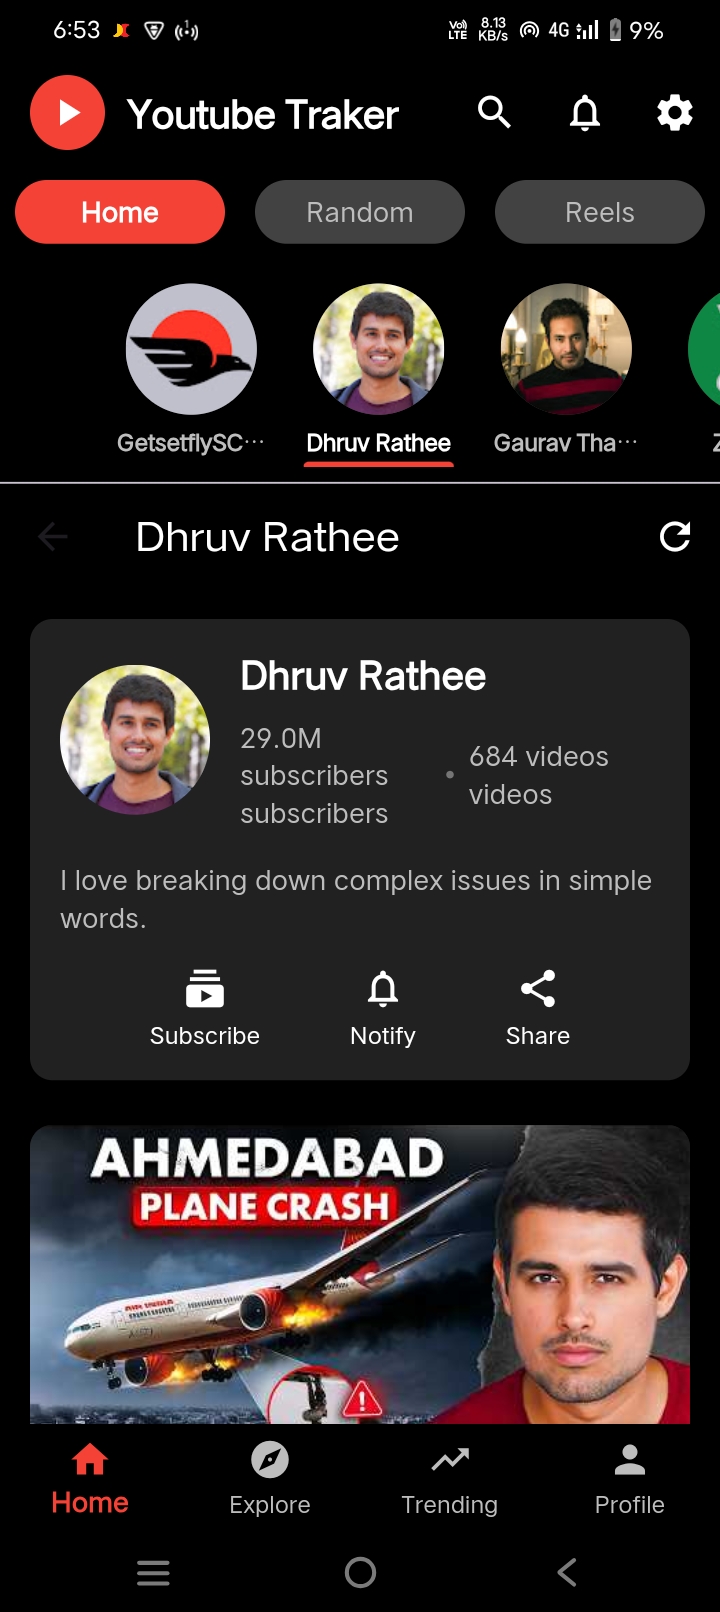 6:53
Vo)) LTE 8.13 KB/s 4G 9%
Youtube Traker
Home Random Reels
GetsetflySC... Dhruv Rathee Gaurav Tha...
Dhruv Rathee
Dhruv Rathee
29.0M
subscribers
subscribers
•
684 videos
videos
I love breaking down complex issues in simple
words.
Subscribe Notify Share
AHMEDABAD
PLANE CRASH
AIR INDIA
Home Explore Trending Profile